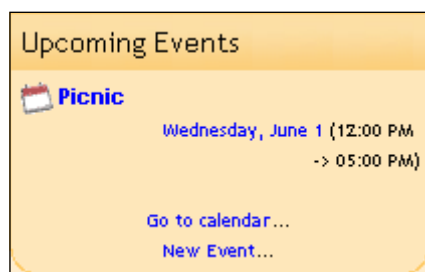 Upcoming Events
Picnic
Wednesday, June 1 (12:00 PM
-> 05:00 PM)
Go to calendar...
New Event...